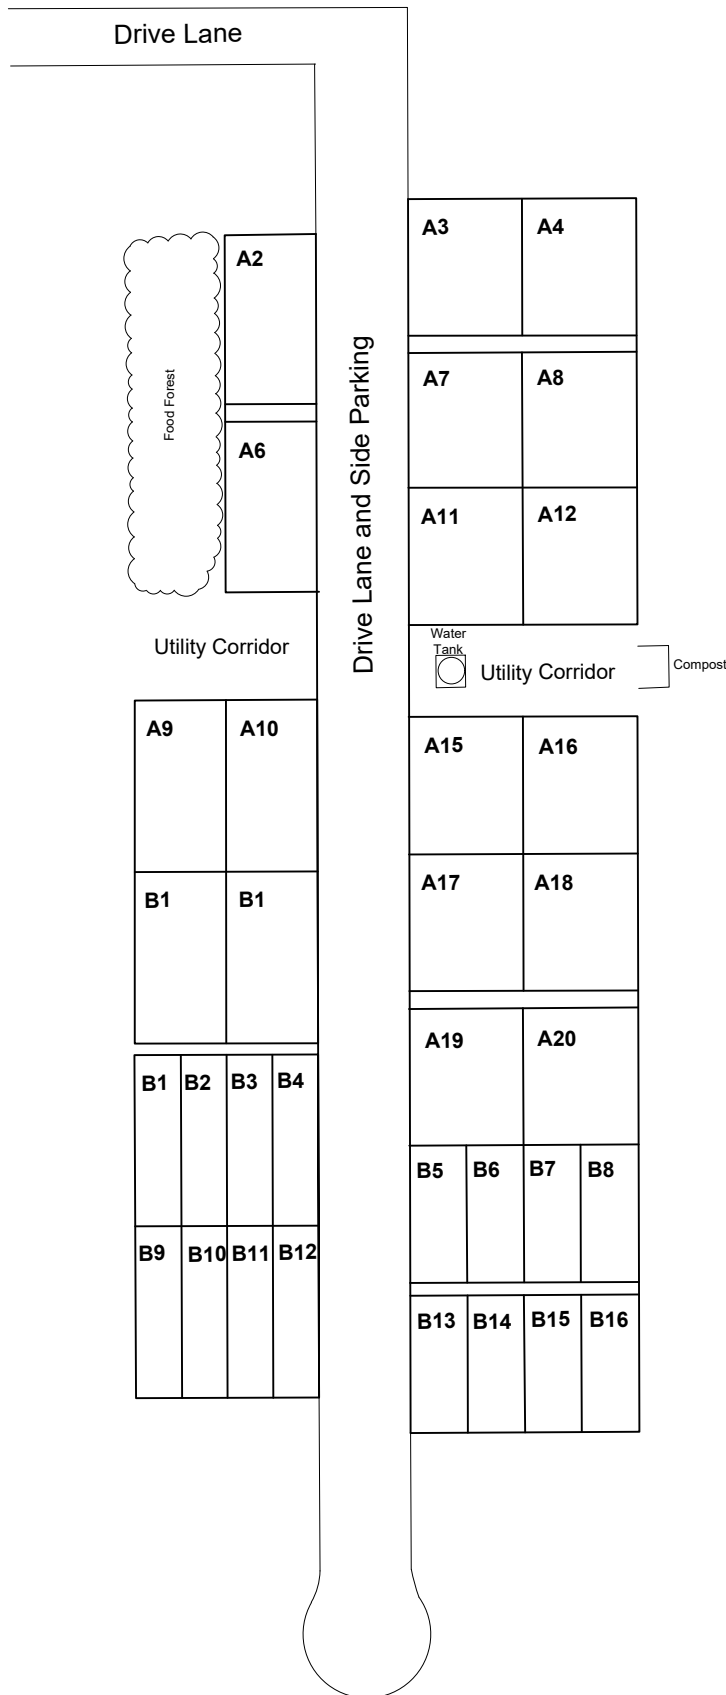 Drive Lane
A3
A4
A2
Food Forest
Drive Lane and Side Parking
A7
A8
A6
A11
A12
Utility Corridor
Water
Tank
Utility Corridor
Compost
A9
A10
A15
A16
B1
B1
A17
A18
A19
A20
B1
B2
B3
B4
B5
B6
B7
B8
B9
B10
B11
B12
B13
B14
B15
B16